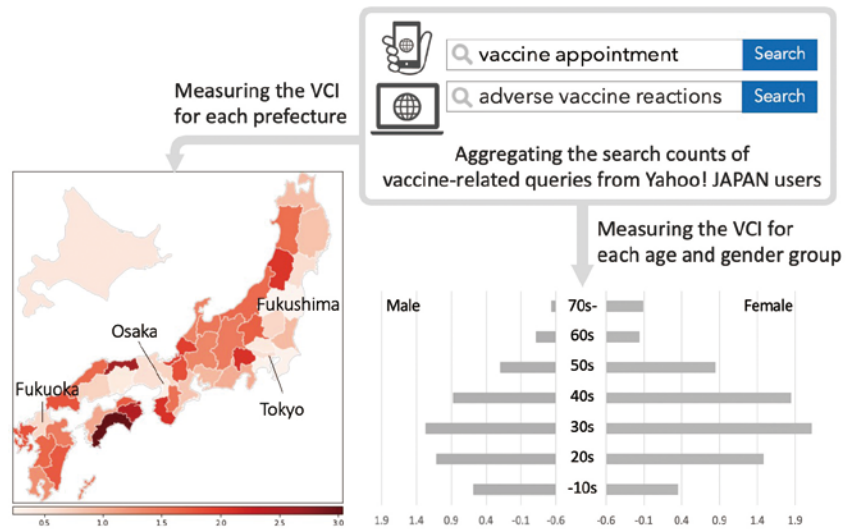 vaccine appointment
Search
adverse vaccine reactions
Search
Aggregating the search counts of
vaccine-related queries from Yahoo! JAPAN users
Measuring the VCI
for each prefecture
Measuring the VCI for
each age and gender group
Fukushima
Osaka
Fukuoka
Tokyo
0.5 1.0 1.5 2.0 2.5 3.0
Male
Female
70s-
60s
50s
40s
30s
20s
-10s
1.9 1.4 0.9 0.4 -0.1 -0.6 -0.6 -0.1 0.4 0.9 1.4 1.9